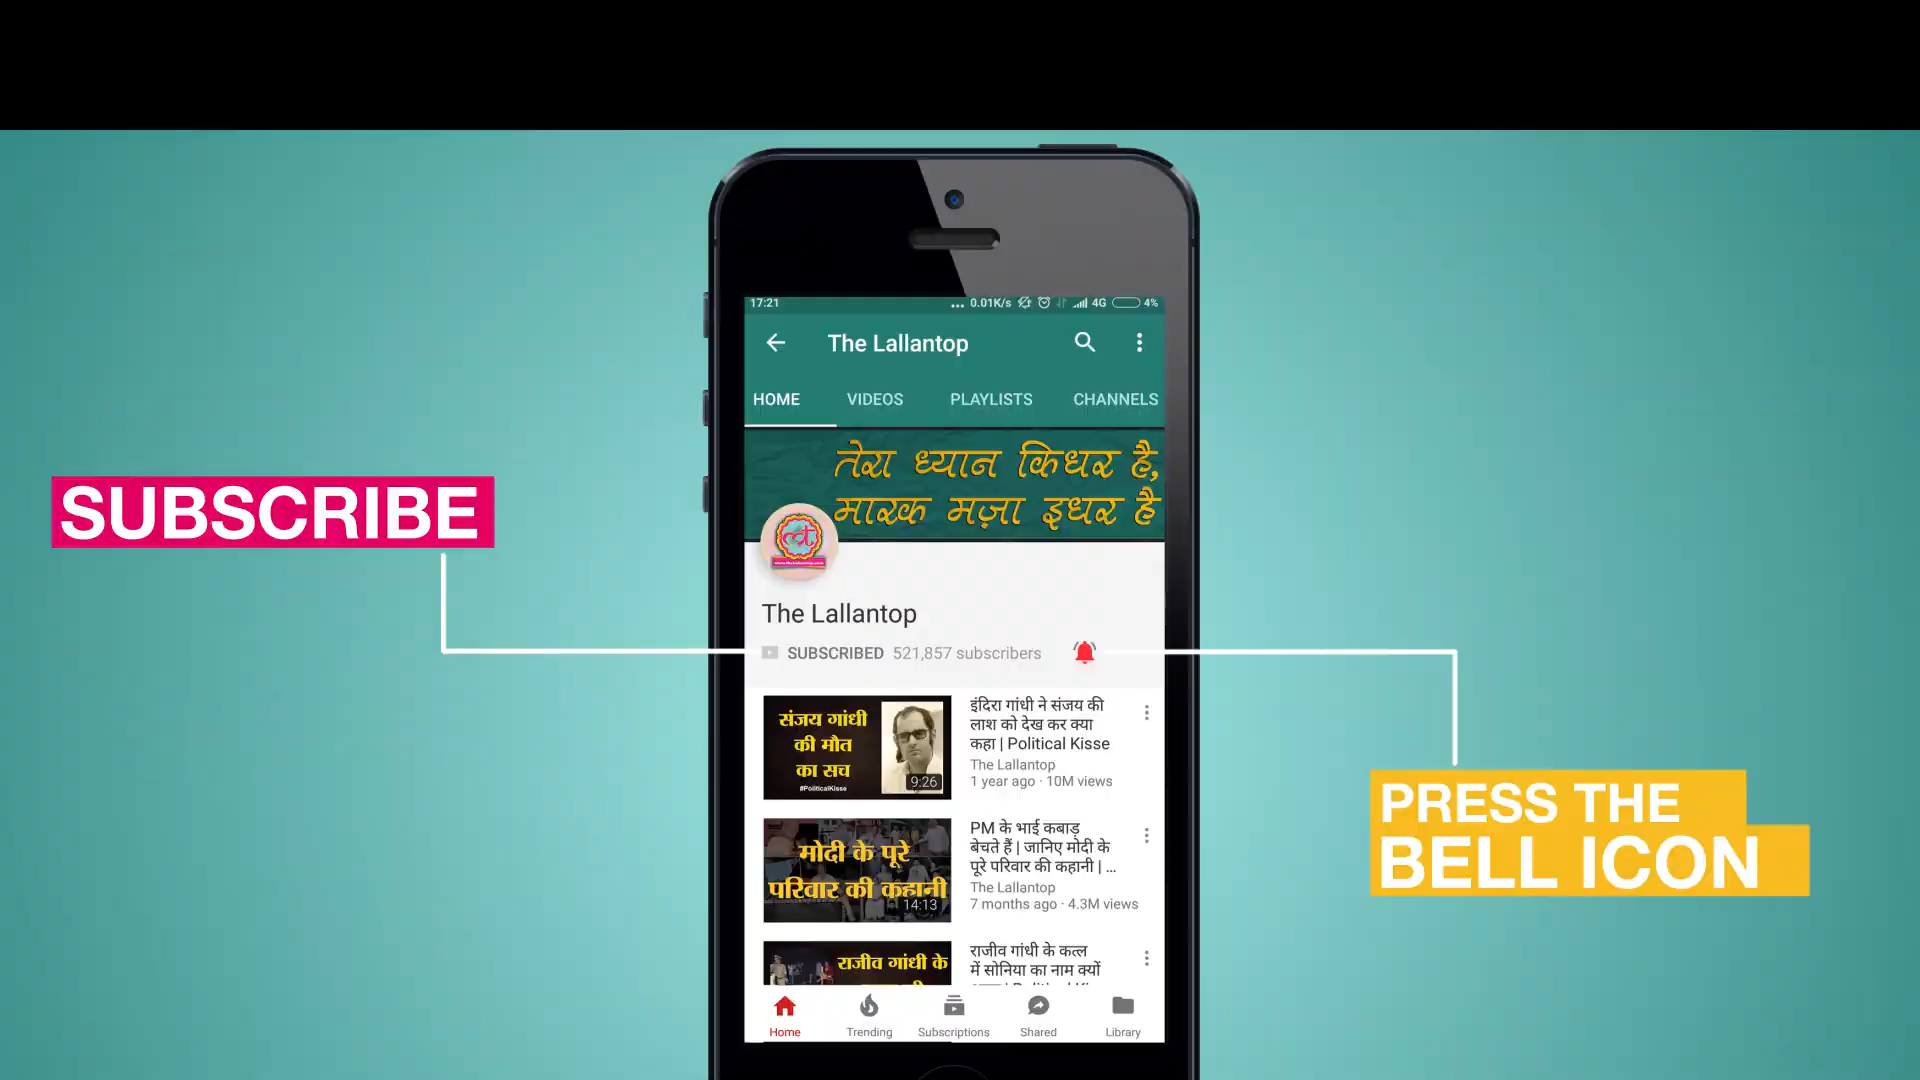 17:21 ... 0.01K/s 4G 4%
The Lallantop
HOME VIDEOS PLAYLISTS CHANNELS
तेरा ध्यान किधर है,
मारक मज़ा इधर है
SUBSCRIBE
The Lallantop
SUBSCRIBED 521,857 subscribers
संजय गांधी
की मौत
का सच
#PoliticalKisse
9:26
इंदिरा गांधी ने संजय की
लाश को देख कर क्या
कहा | Political Kisse
The Lallantop
1 year ago · 10M views
PRESS THE
BELL ICON
मोदी के पूरे
परिवार की कहानी
14:13
PM के भाई कबाड़
बेचते हैं | जानिए मोदी के
पूरे परिवार की कहानी | ...
The Lallantop
7 months ago · 4.3M views
राजीव गांधी के
राजीव गांधी के कत्ल
में सोनिया का नाम क्यों
Home Trending Subscriptions Shared Library